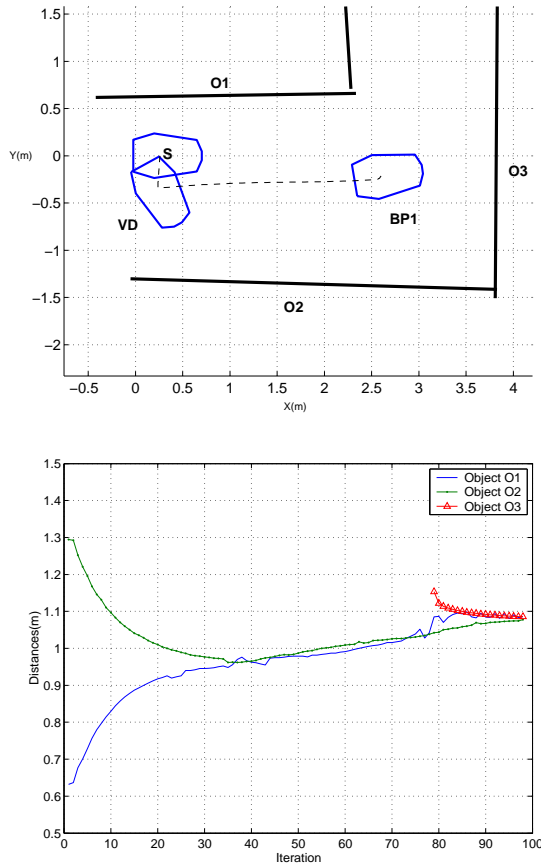 1.5
1
O1
0.5
Y(m)
0
S
O3
−0.5
VD
BP1
−1
−1.5
O2
−2
−0.5 0 0.5 1 1.5 2 2.5 3 3.5 4
X(m)
1.5
Object O1
Object O2
Object O3
1.4
1.3
1.2
1.1
Distances(m)
1
0.9
0.8
0.7
0.6
0.5
0 10 20 30 40 50 60 70 80 90 100
Iteration